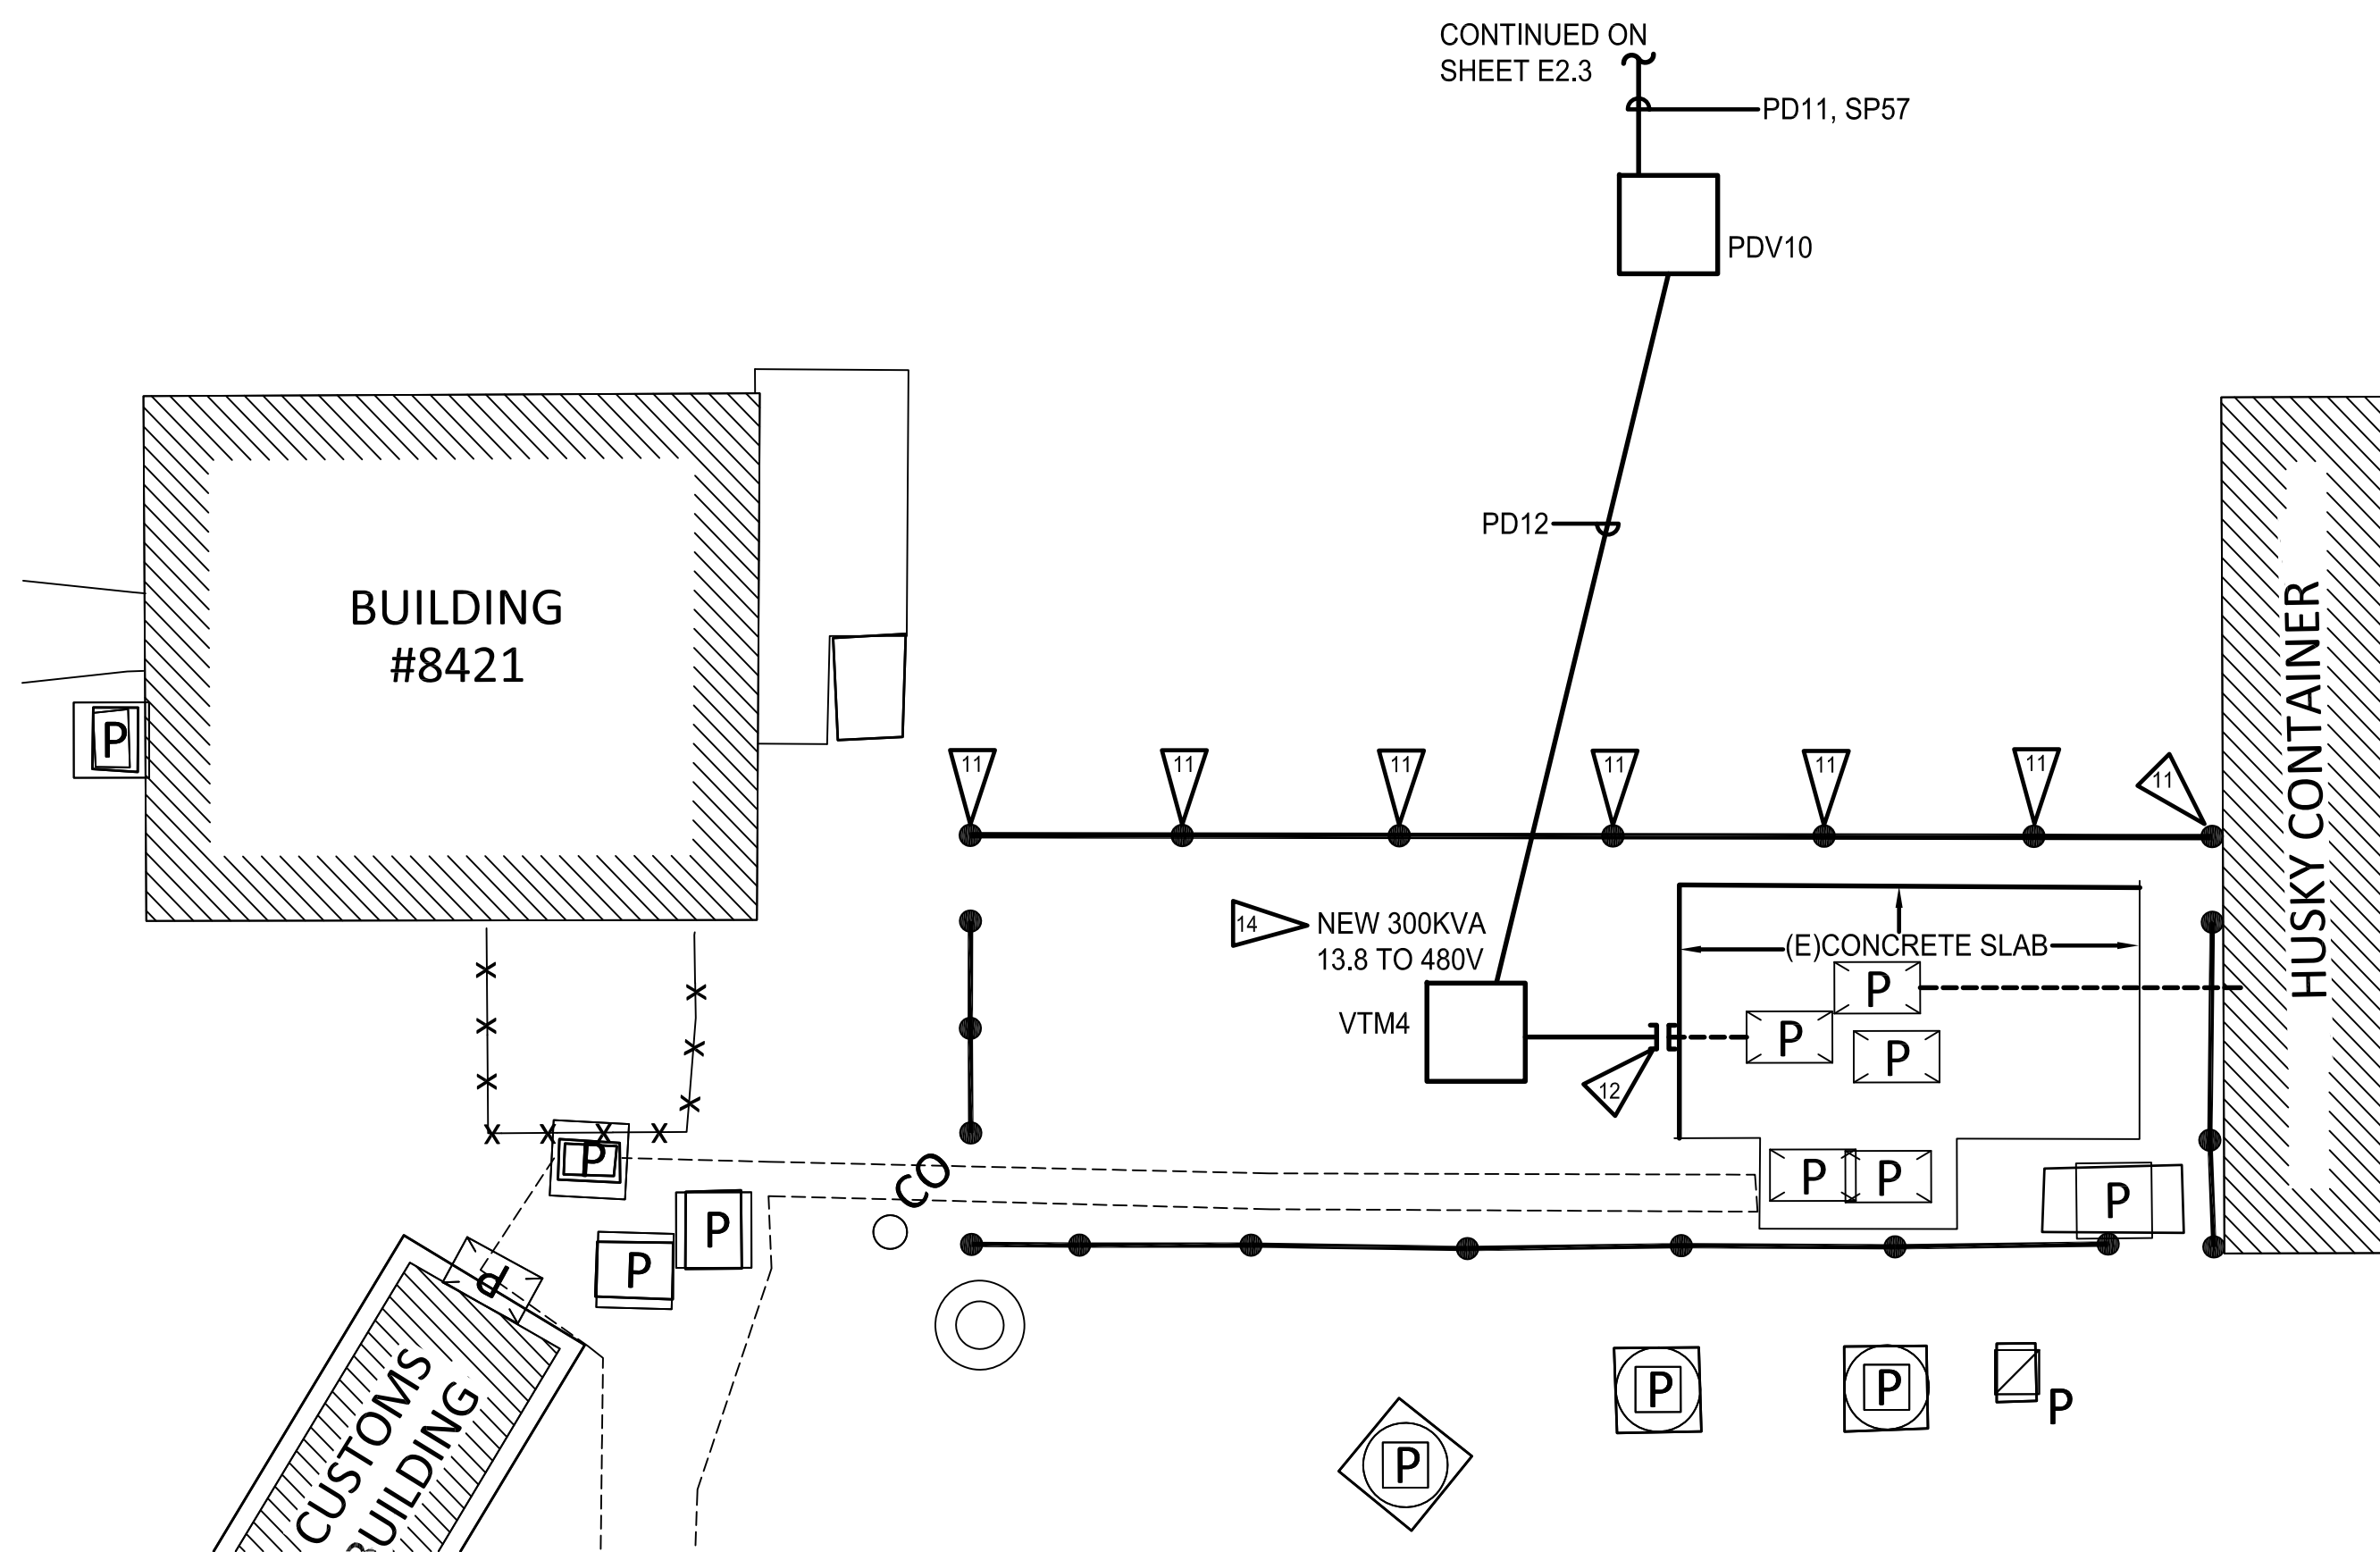 CONTINUED ON
SHEET E2.3
PD11, SP57
PDV10
PD12
BUILDING
#8421
P
11
11
11
11
11
11
11
HUSKY CONTAINER
14
NEW 300KVA
13.8 TO 480V
(E)CONCRETE SLAB
VTM4
P
P
P
12
X
X
X
X
X
X
X
X
X
X
P
CO
P
P
P
P
P
P
P
CUSTOMS
BUILDING
P
P
P
P